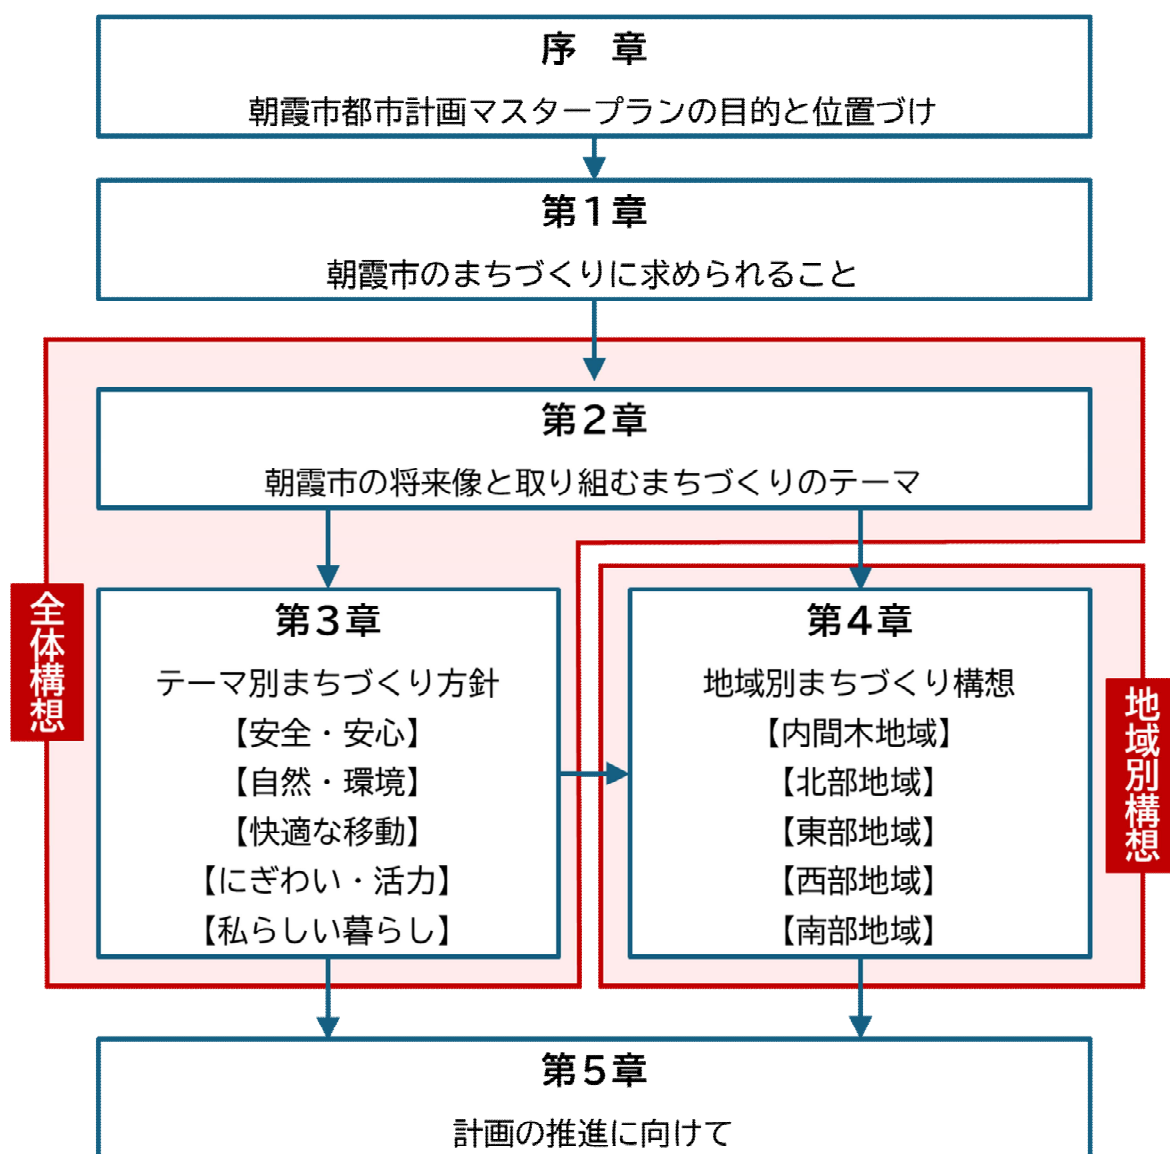 序　章
朝霞市都市計画マスタープランの目的と位置づけ
第1章
朝霞市のまちづくりに求められること
第2章
朝霞市の将来像と取り組むまちづくりのテーマ
全体構想
第3章
テーマ別まちづくり方針
【安全・安心】
【自然・環境】
【快適な移動】
【にぎわい・活力】
【私らしい暮らし】
第4章
地域別まちづくり構想
【内間木地域】
【北部地域】
【東部地域】
【西部地域】
【南部地域】
地域別構想
第5章
計画の推進に向けて